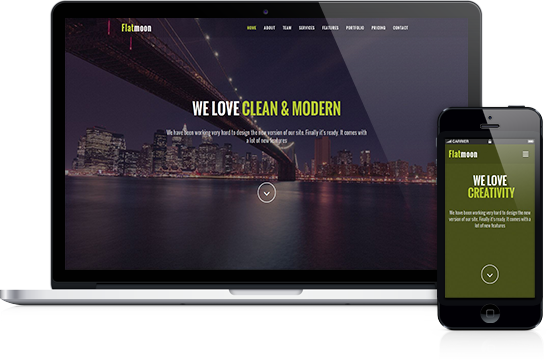 Flatmoon
HOME ABOUT TEAM SERVICES FEATURES PORTFOLIO PRICING CONTACT
WE LOVE CLEAN & MODERN
We have been working very hard to design the new version of our site. Finally it's ready. It comes with
a lot of new features
CARRIER
Flatmoon
WE LOVE
CREATIVITY
We have been working very hard to design the new
version of our site. Finally it's ready. It comes with a
lot of new features